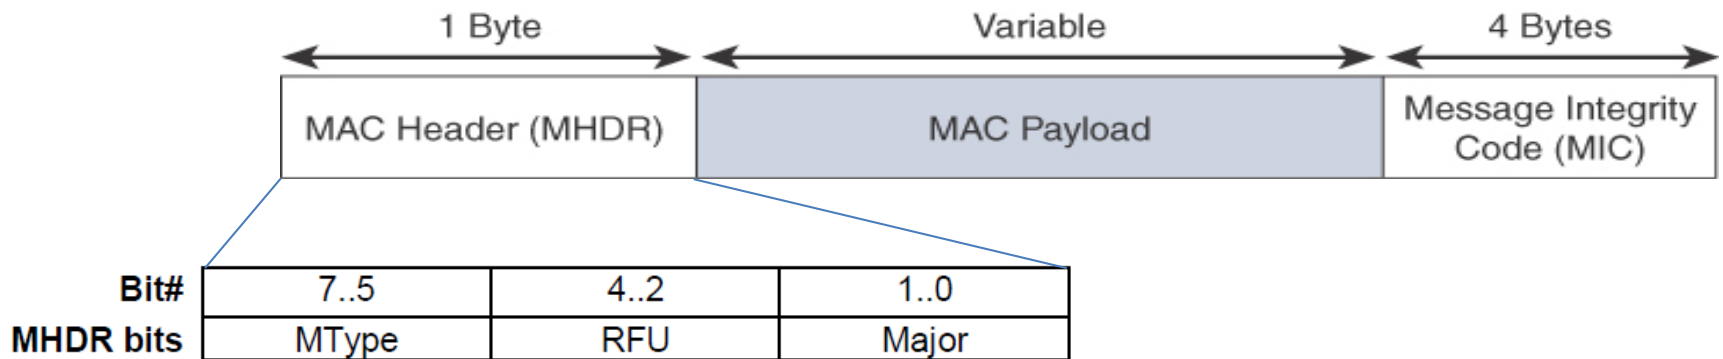 1 Byte Variable 4 Bytes
MAC Header (MHDR) MAC Payload Message Integrity
Code (MIC)
Bit# 7..5 4..2 1..0
MHDR bits MType RFU Major